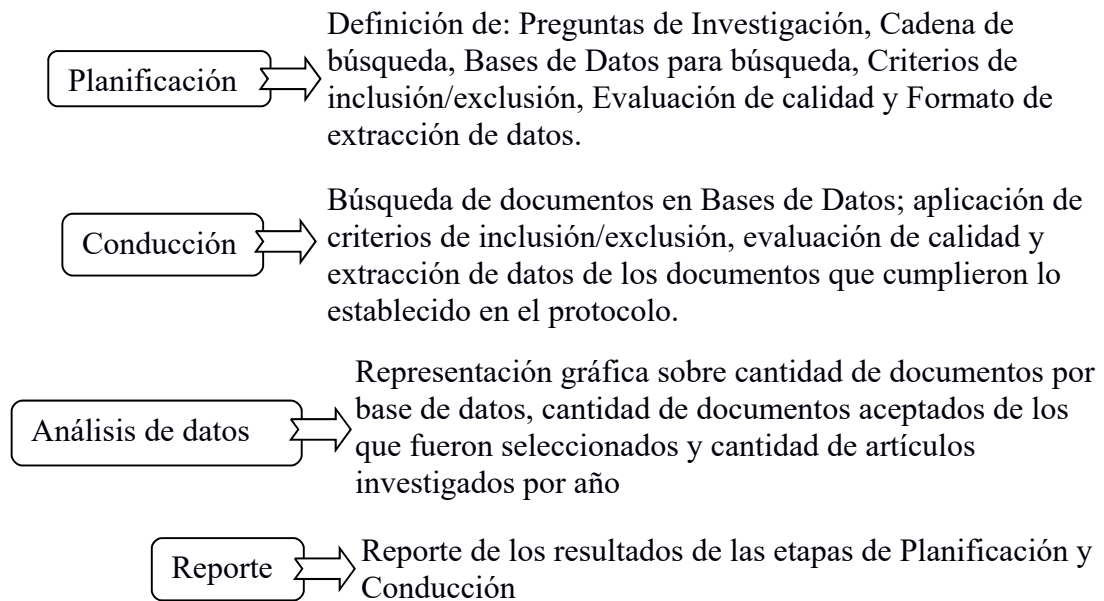 Planificación
Definición de: Preguntas de Investigación, Cadena de
búsqueda, Bases de Datos para búsqueda, Criterios de
inclusión/exclusión, Evaluación de calidad y Formato de
extracción de datos.
Conducción
Búsqueda de documentos en Bases de Datos; aplicación de
criterios de inclusión/exclusión, evaluación de calidad y
extracción de datos de los documentos que cumplieron lo
establecido en el protocolo.
Análisis de datos
Representación gráfica sobre cantidad de documentos por
base de datos, cantidad de documentos aceptados de los
que fueron seleccionados y cantidad de artículos
investigados por año
Reporte
Reporte de los resultados de las etapas de Planificación y
Conducción